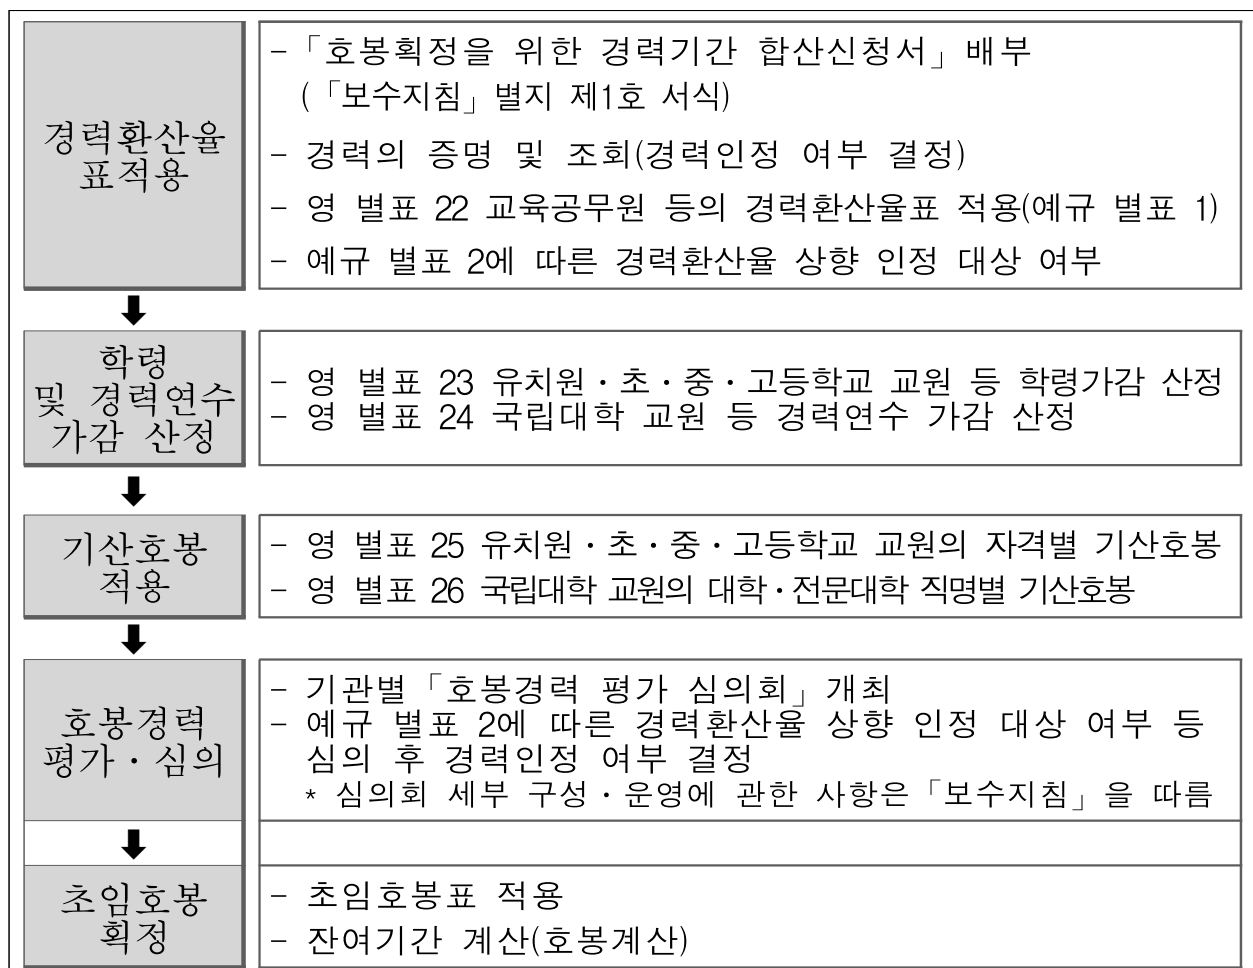 경력환산율
표적용
- 「호봉획정을 위한 경력기간 합산신청서」 배부
(「보수지침」 별지 제1호 서식)
- 경력의 증명 및 조회(경력인정 여부 결정)
- 영 별표 22 교육공무원 등의 경력환산율표 적용(예규 별표 1)
- 예규 별표 2에 따른 경력환산율 상향 인정 대상 여부
학령
및 경력연수
가감 산정
- 영 별표 23 유치원·초·중·고등학교 교원 등 학령가감 산정
- 영 별표 24 국립대학 교원 등 경력연수 가감 산정
기산호봉
적용
- 영 별표 25 유치원·초·중·고등학교 교원의 자격별 기산호봉
- 영 별표 26 국립대학 교원의 대학·전문대학 직명별 기산호봉
호봉경력
평가·심의
- 기관별 「호봉경력 평가 심의회」 개최
- 예규 별표 2에 따른 경력환산율 상향 인정 대상 여부 등
심의 후 경력인정 여부 결정
* 심의회 세부 구성·운영에 관한 사항은 「보수지침」을 따름
초임호봉
획정
- 초임호봉표 적용
- 잔여기간 계산(호봉계산)